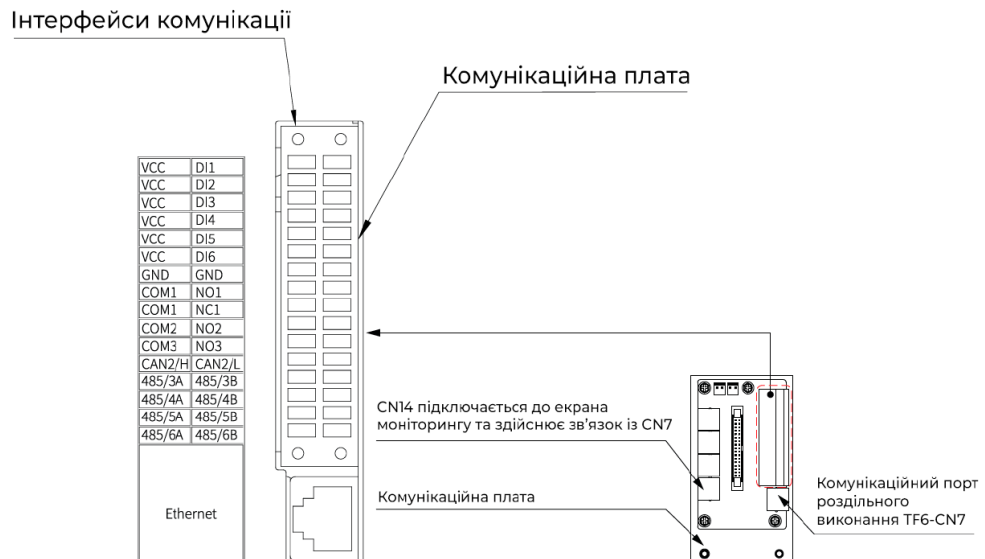 Інтерфейси комунікації
Комунікаційна плата
VCC DI1
VCC DI2
VCC DI3
VCC DI4
VCC DI5
VCC DI6
GND GND
COM1 NO1
COM1 NC1
COM2 NO2
COM3 NO3
CAN2/H CAN2/L
485/3A 485/3B
485/4A 485/4B
485/5A 485/5B
485/6A 485/6B
Ethernet
CN14 підключається до екрана
моніторингу та здійснює зв'язок із CN7
Комунікаційна плата
Комунікаційний порт
роздільного
виконання TF6-CN7